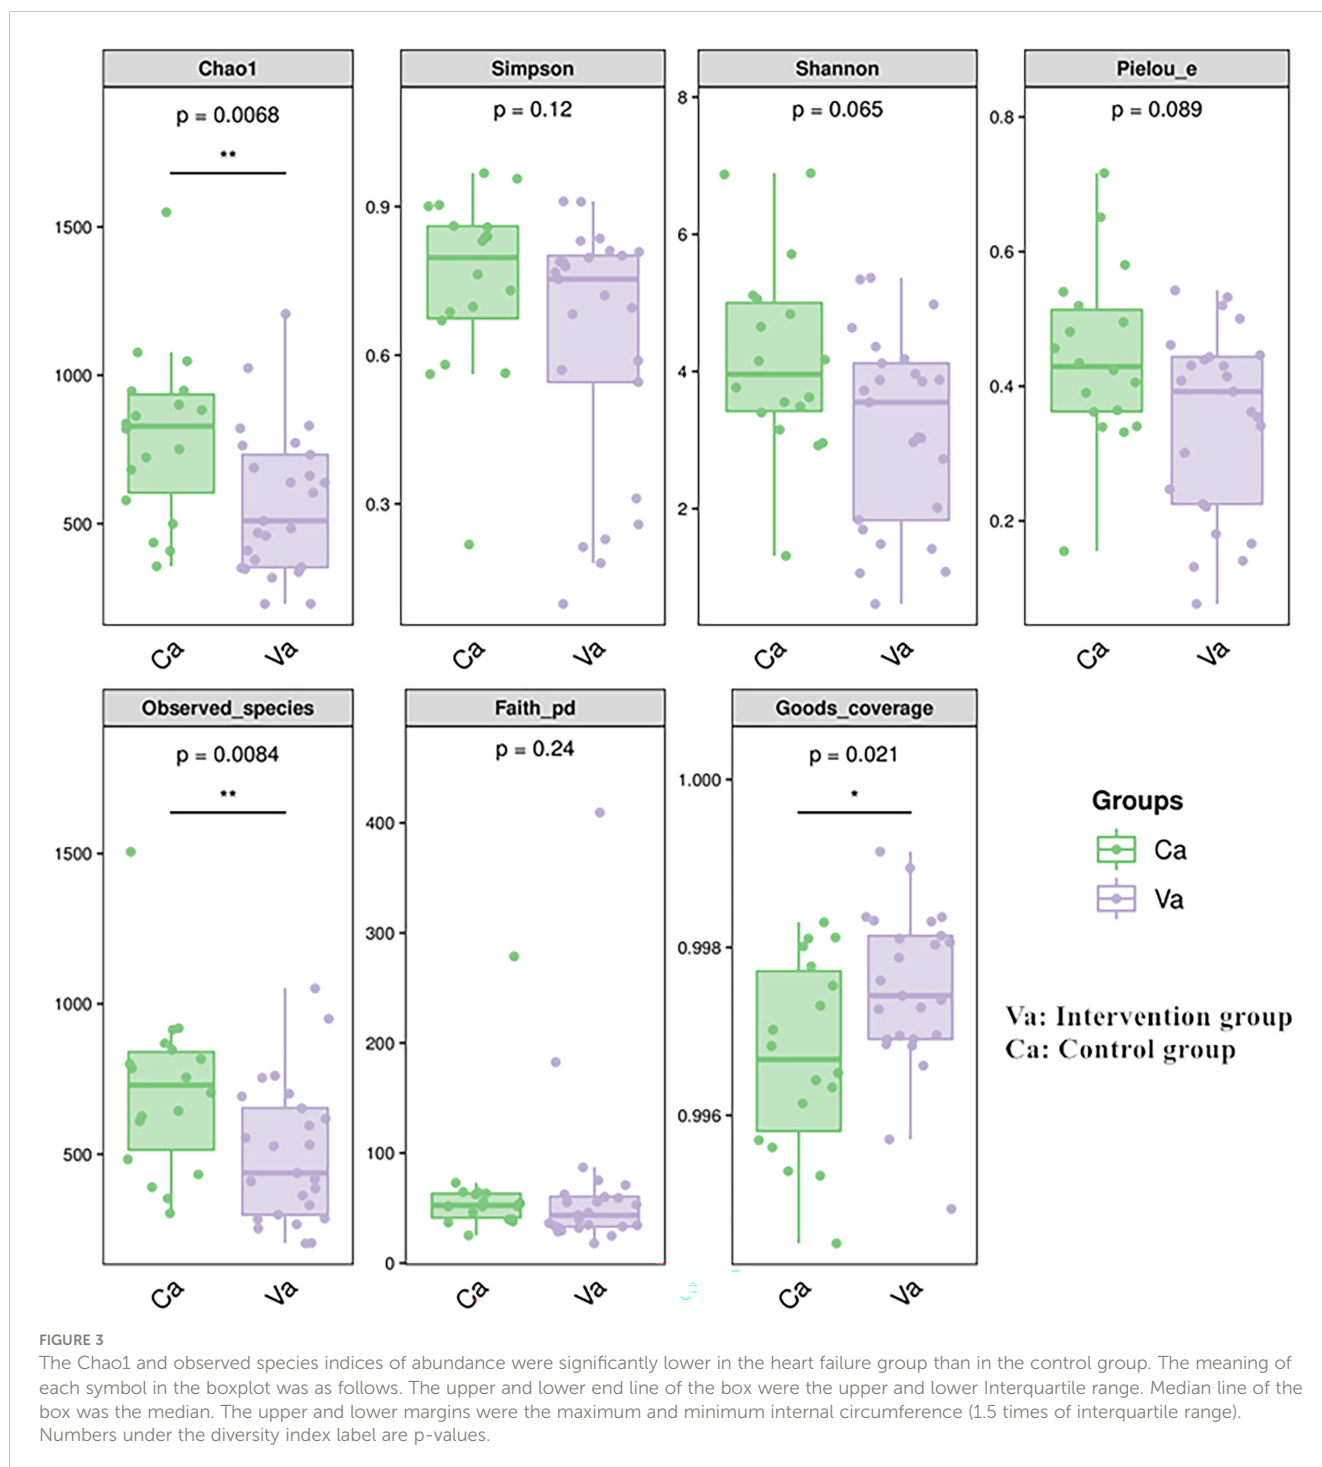 Chao1
p = 0.0068
**
1500
1000
500
Ca
Va
Simpson
p = 0.12
0.9
0.6
0.3
Ca
Va
Shannon
p = 0.065
8
6
4
2
Ca
Va
Pielou_e
p = 0.089
0.8
0.6
0.4
0.2
Ca
Va
Observed_species
p = 0.0084
**
1500
1000
500
Ca
Va
Faith_pd
p = 0.24
400
300
200
100
0
Ca
Va
Goods_coverage
p = 0.021
*
1.000
0.998
0.996
Ca
Va
Groups
Ca
Va
Va: Intervention group
Ca: Control group
FIGURE 3
The Chao1 and observed species indices of abundance were significantly lower in the heart failure group than in the control group. The meaning of
each symbol in the boxplot was as follows. The upper and lower end line of the box were the upper and lower Interquartile range. Median line of the
box was the median. The upper and lower margins were the maximum and minimum internal circumference (1.5 times of interquartile range).
Numbers under the diversity index label are p-values.